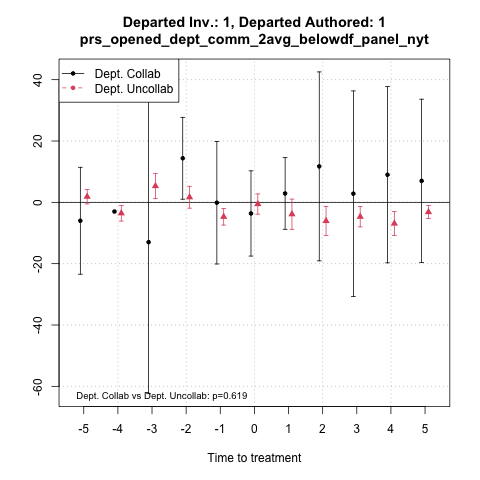 Departed Inv.: 1, Departed Authored: 1
prs_opened_dept_comm_2avg_belowdf_panel_nyt
Dept. Collab
Dept. Uncollab
40
20
0
-20
-40
-60
Dept. Collab vs Dept. Uncollab: p=0.619
-5 -4 -3 -2 -1 0 1 2 3 4 5
Time to treatment